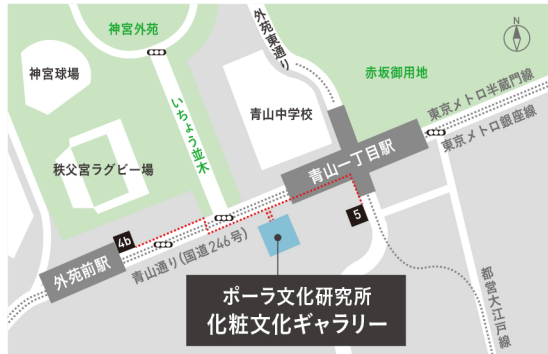 N
神宮外苑
外苑東通り
神宮球場
赤坂御用地
いちょう並木
青山中学校
東京メトロ半蔵門線
東京メトロ銀座線
秩父宮ラグビー場
青山一丁目駅
5
4b
青山通り(国道246号)
外苑前駅
都営大江戸線
ポーラ文化研究所
化粧文化ギャラリー